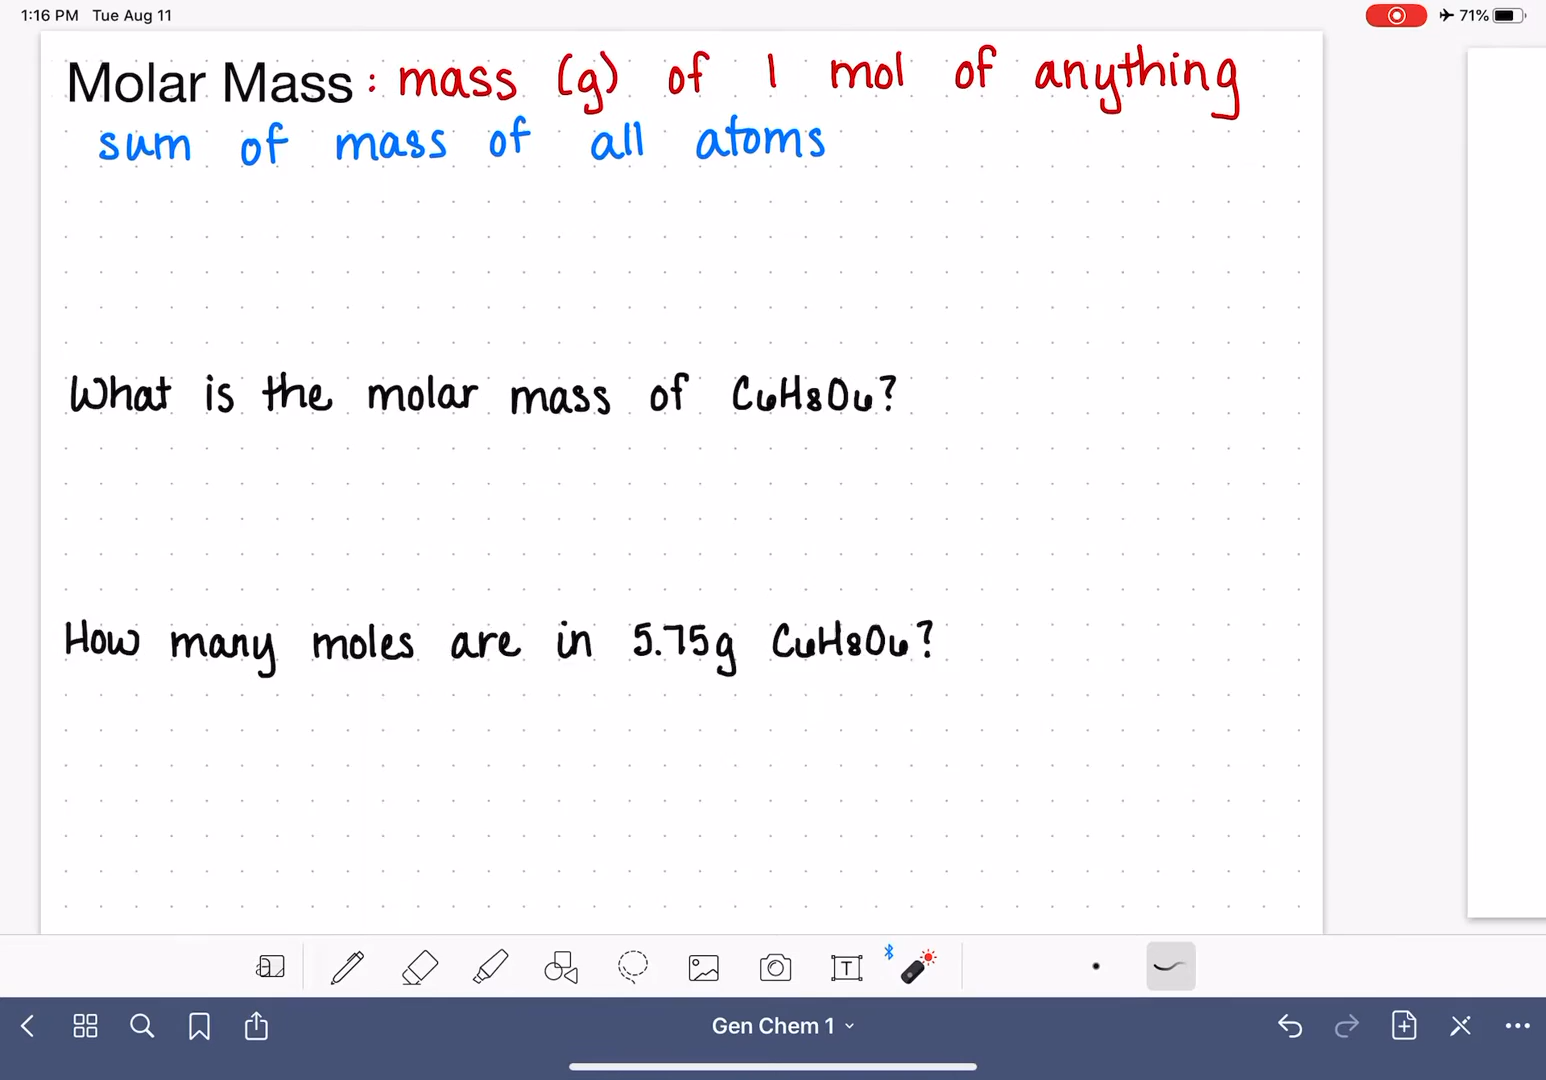 1:16 PM Tue Aug 11
71%
Molar Mass : mass (g) of 1 mol of anything
sum of mass of all atoms
What is the molar mass of C6H8O6?
How many moles are in 5.75g C6H8O6?
T
Gen Chem 1